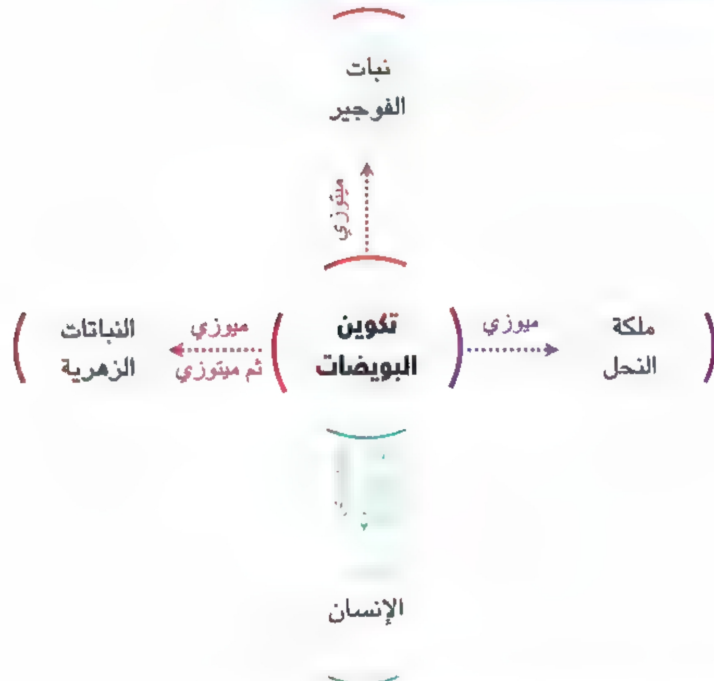 نبات
الفوجير
ميتوزي
تكوين
البويضات
ميوزي
ملكة
النحل
ميوزي
ثم ميتوزي
النباتات
الزهرية
الإنسان